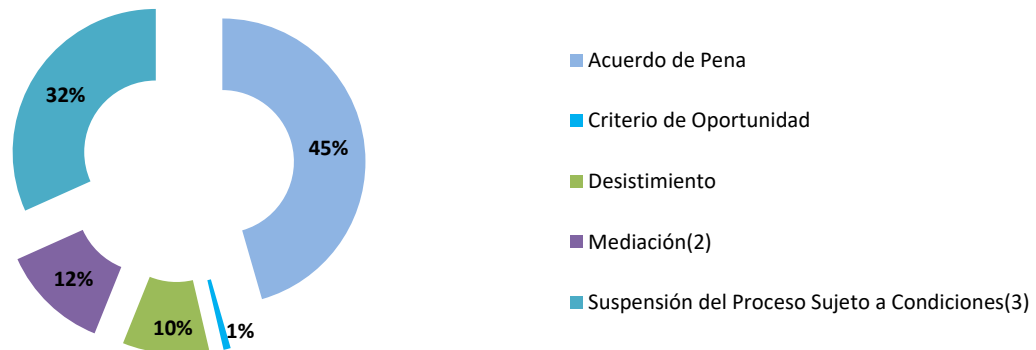 32%
45%
12%
10%
1%
Acuerdo de Pena
Criterio de Oportunidad
Desistimiento
Mediación(2)
Suspensión del Proceso Sujeto a Condiciones(3)